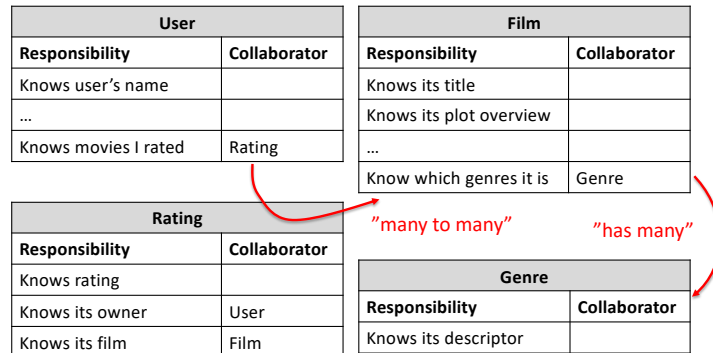 User
Responsibility Collaborator
Knows user’s name
...
Knows movies I rated Rating
Film
Responsibility Collaborator
Knows its title
Knows its plot overview
...
Know which genres it is Genre
”many to many”
”has many”
Rating
Responsibility Collaborator
Knows rating
Knows its owner User
Knows its film Film
Genre
Responsibility Collaborator
Knows its descriptor